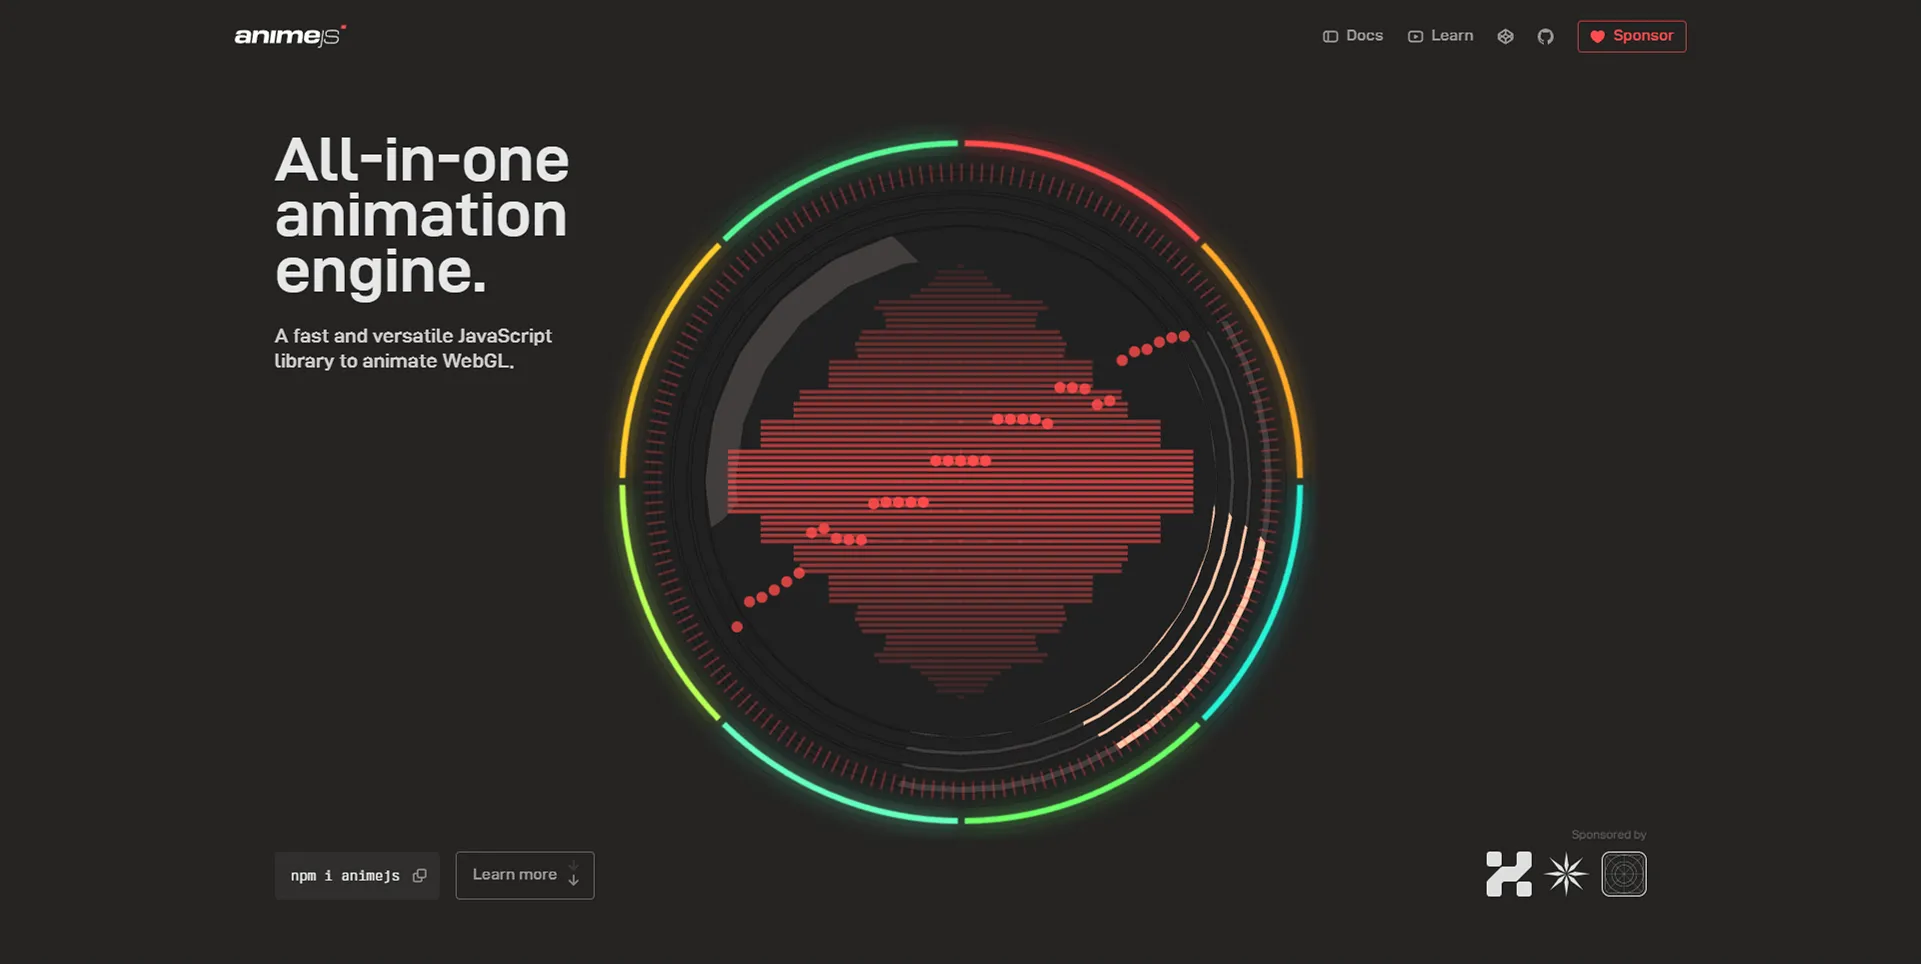 animejs
Docs
Learn
Sponsor
All-in-one
animation
engine.
A fast and versatile JavaScript
library to animate WebGL.
npm i animejs
Learn more
Sponsored by